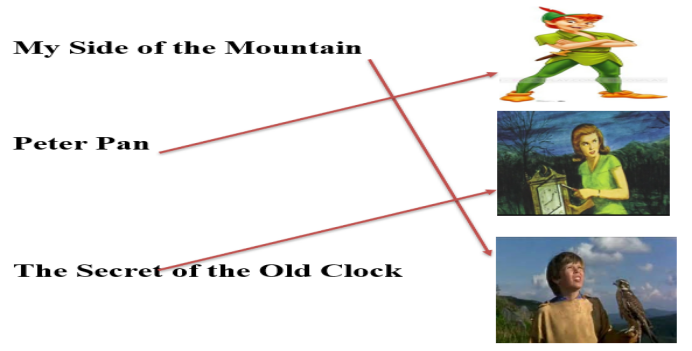 My Side of the Mountain
Peter Pan
The Secret of the Old Clock